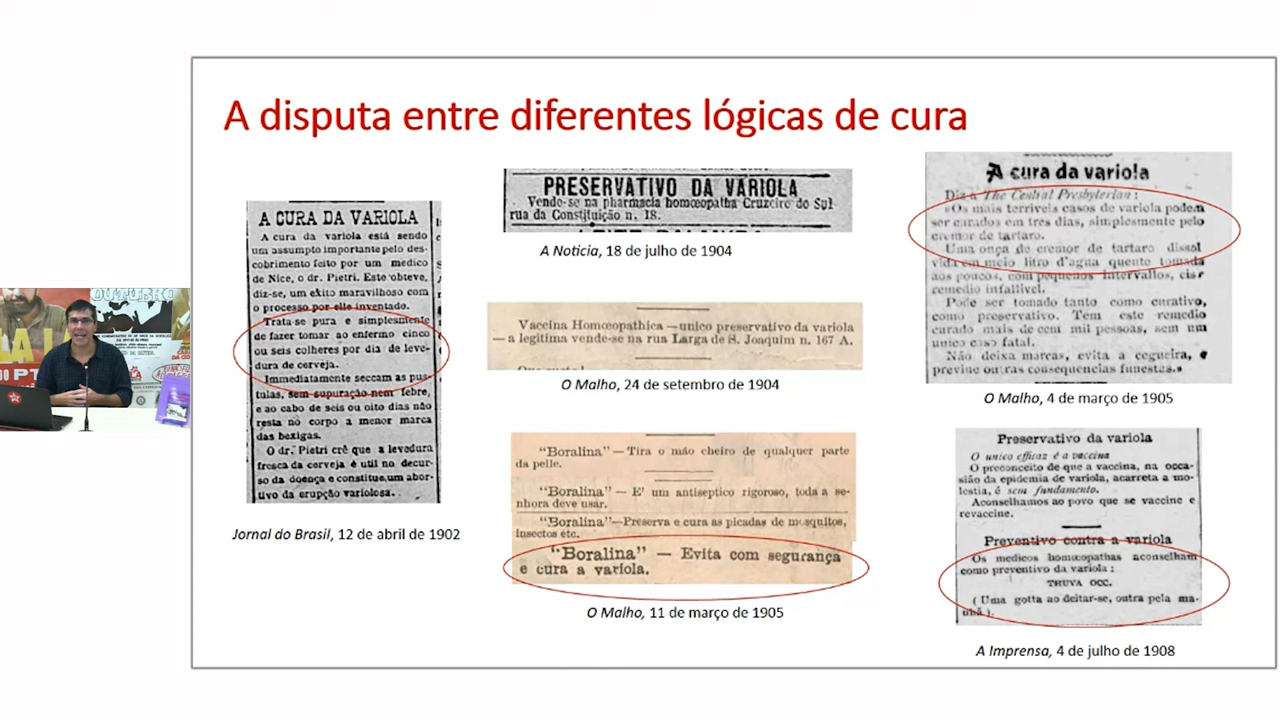 A disputa entre diferentes lógicas de cura
A CURA DA VARIOLA
A cura da variola está sendo
um assumpto importante pelo des-
cobrimento feito por um medico
de Nice, o dr. Pietri. Este obteve,
diz-se, um exito maravilhoso com
o processo por elle inventado.
Trata-se pura e simplesmente
de fazer tomar ao enfermo cinco
ou seis colheres por dia de leve-
dura de cerveja.
Immediatamente seccam as pus-
tulas, sem supuração nem febre,
e ao cabo de seis ou oito dias não
resta no corpo a menor marca
das bexigas.
O dr. Pietri crê que a levedura
fresca da cerveja é util no decur-
so da doença e constitue um abor-
tivo da erupção variolosa.
Jornal do Brasil, 12 de abril de 1902
PRESERVATIVO DA VARIOLA
Vende-se na pharmacia homœopatha Cruzeiro do Sul
rua da Constituição n. 18.
A Noticia, 18 de julho de 1904
Vaccina Homœopathica — unico preservativo da variola
— a legitima vende-se na rua Larga de S. Joaquim n. 167 A.
O Malho, 24 de setembro de 1904
"Boralina" — Tira o máo cheiro de qualquer parte
da pelle.
"Boralina" — E' um antiseptico rigoroso, toda a se-
nhora deve usar.
"Boralina" —Preserva e cura as picadas de mosquitos,
insectos etc.
"Boralina" — Evita com segurança
e cura a variola.
O Malho, 11 de março de 1905
A cura da variola
Diz a The Central Presbyterian:
«Os mais terriveis casos de variola podem
ser curados em tres dias, simplesmente pelo
cremor de tartaro.
Uma onça de cremor de tartaro dissol
vida em meio litro d'agua quente tomada
aos poucos, com pequenos intervallos, é
remedio infallivel.
Pode ser tomado tanto como curativo,
como preservativo. Tem este remedio
curado mais de cem mil pessoas, sem um
unico caso fatal.
Não deixa marcas, evita a cegueira, e
previne outras consequencias funestas.»
O Malho, 4 de março de 1905
Preservativo da variola
O unico efficaz é a vaccina
O preconceito de que a vaccina, na occa-
sião da epidemia de variola, acarreta a mo-
lestia, é sem fundamento.
Aconselhamos ao povo que se vaccine e
revaccine.
Preventivo contra a variola
Os medicos homœopathas aconselham
como preventivo da variola:
THUYA OCC.
(Uma gotta ao deitar-se, outra pela ma-
nhã).
A Imprensa, 4 de julho de 1908
OUTUBRO
LA
PT